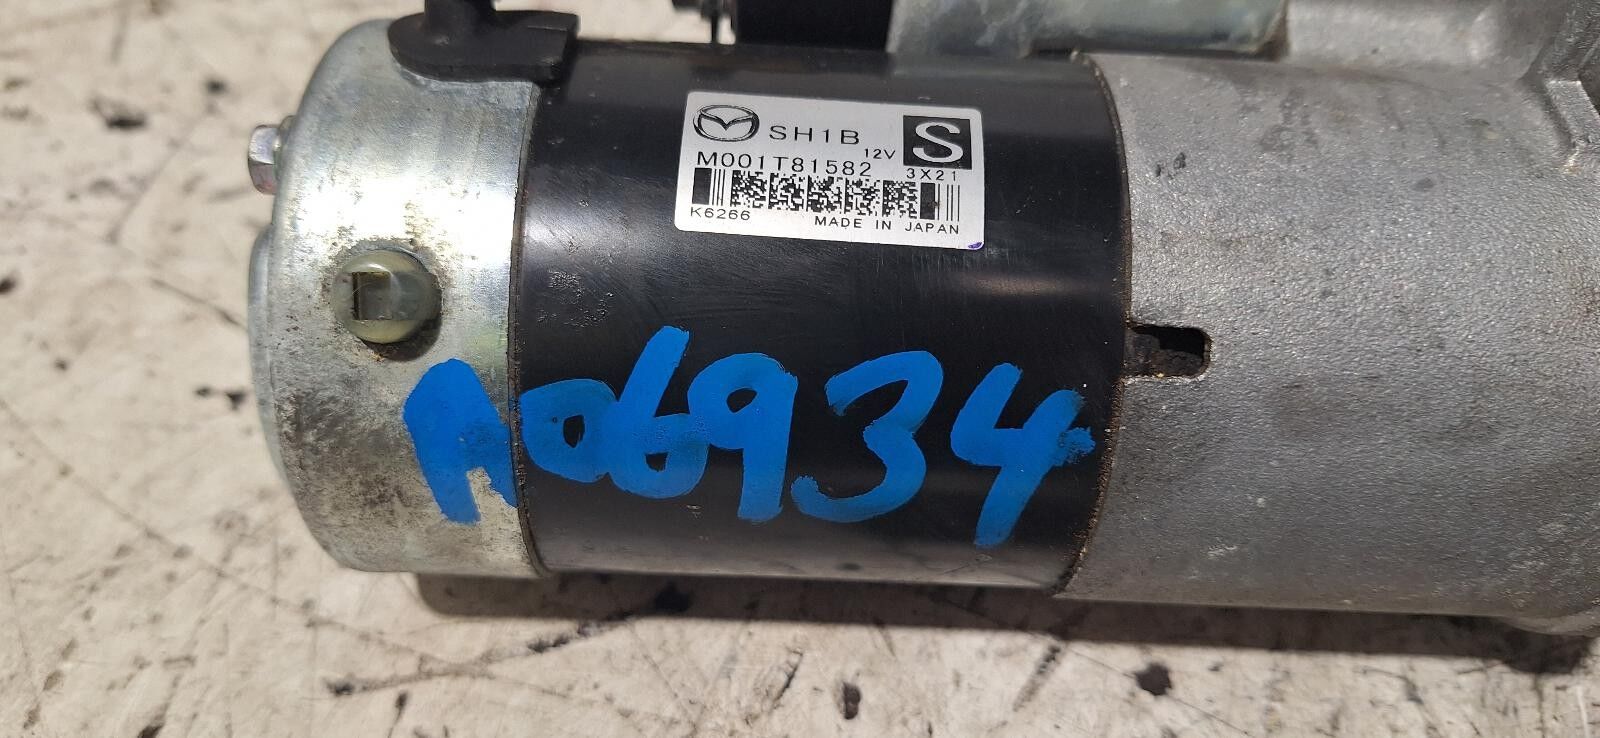 SH1B
12V
S
M001T81582
3X21
K6266
MADE IN JAPAN
A06934